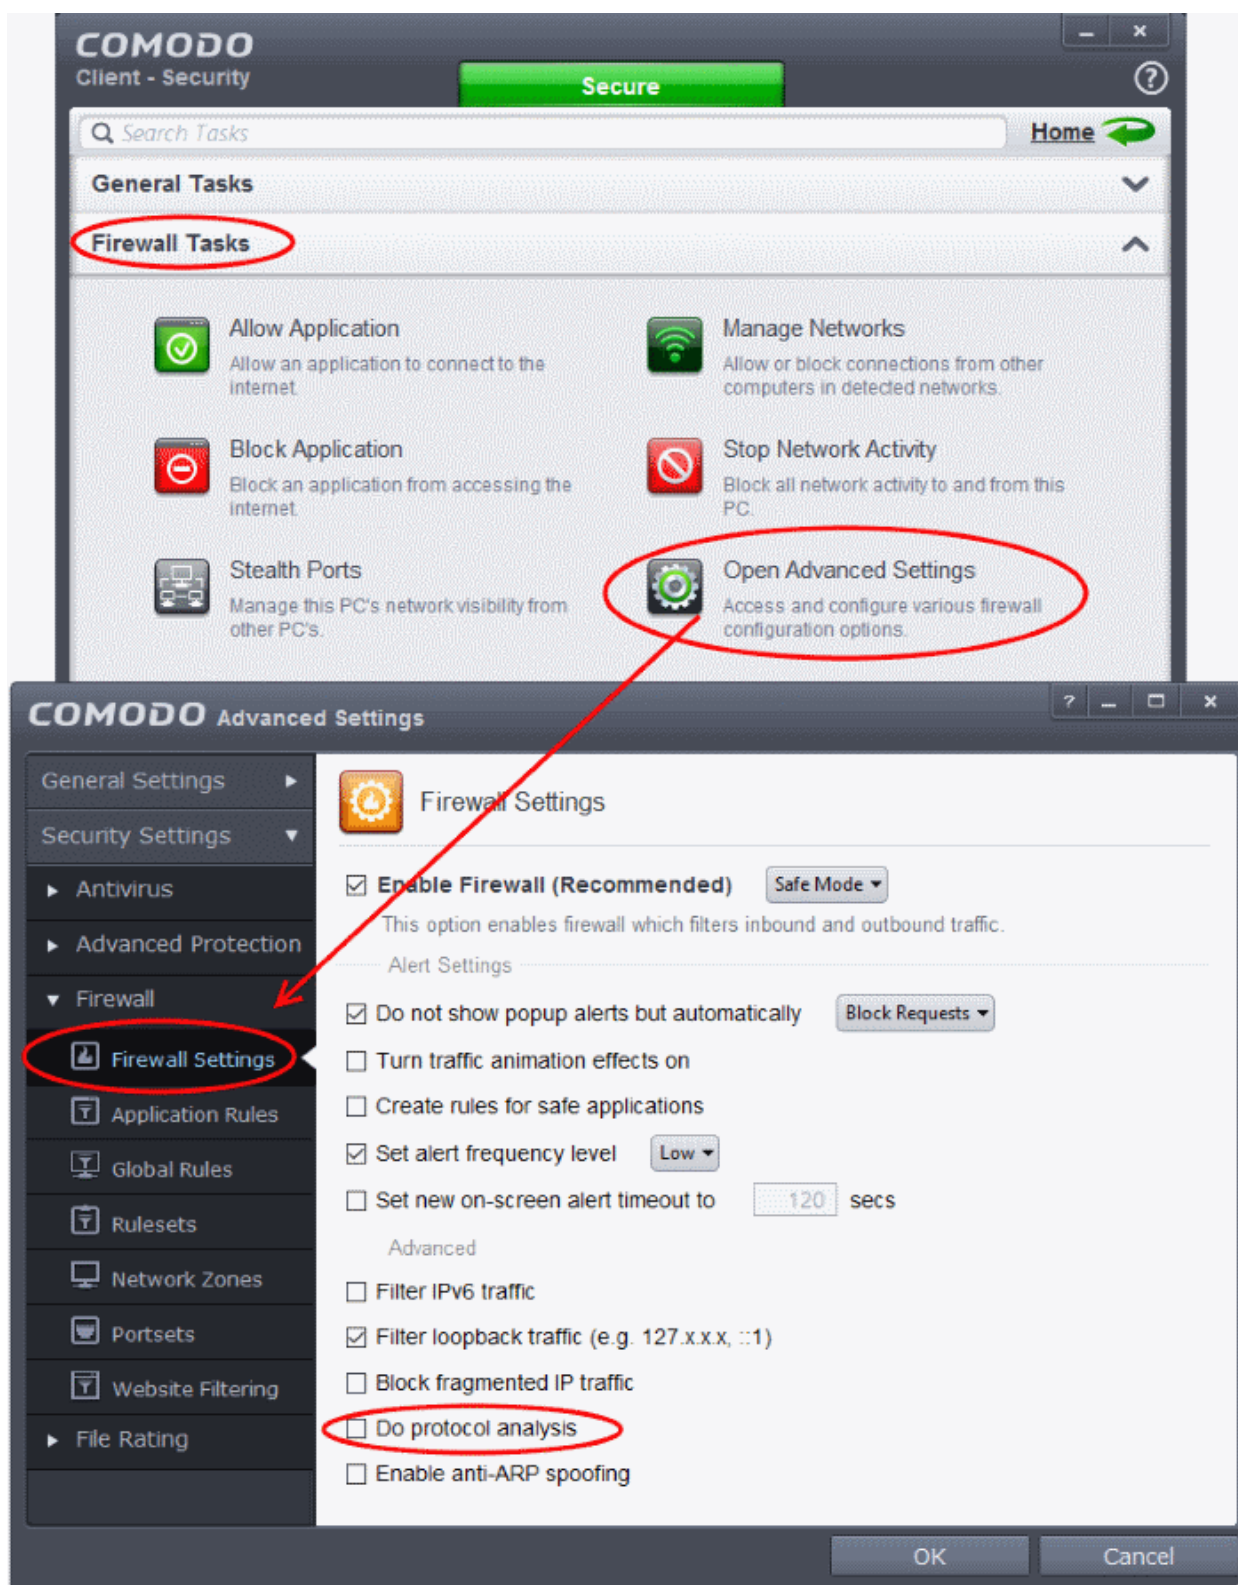 COMODO
Client - Security
Secure
?
Search Tasks
Home
General Tasks
Firewall Tasks
Allow Application
Allow an application to connect to the
internet.
Manage Networks
Allow or block connections from other
computers in detected networks.
Block Application
Block an application from accessing the
internet.
Stop Network Activity
Block all network activity to and from this
PC.
Stealth Ports
Manage this PC's network visibility from
other PC's.
Open Advanced Settings
Access and configure various firewall
configuration options.
COMODO Advanced Settings
?
General Settings
Security Settings
Antivirus
Advanced Protection
Firewall
Firewall Settings
Application Rules
Global Rules
Rulesets
Network Zones
Portsets
Website Filtering
File Rating
Firewall Settings
Enable Firewall (Recommended) Safe Mode
This option enables firewall which filters inbound and outbound traffic.
Alert Settings
Do not show popup alerts but automatically Block Requests
Turn traffic animation effects on
Create rules for safe applications
Set alert frequency level Low
Set new on-screen alert timeout to 120 secs
Advanced
Filter IPv6 traffic
Filter loopback traffic (e.g. 127.x.x.x, ::1)
Block fragmented IP traffic
Do protocol analysis
Enable anti-ARP spoofing
OK Cancel